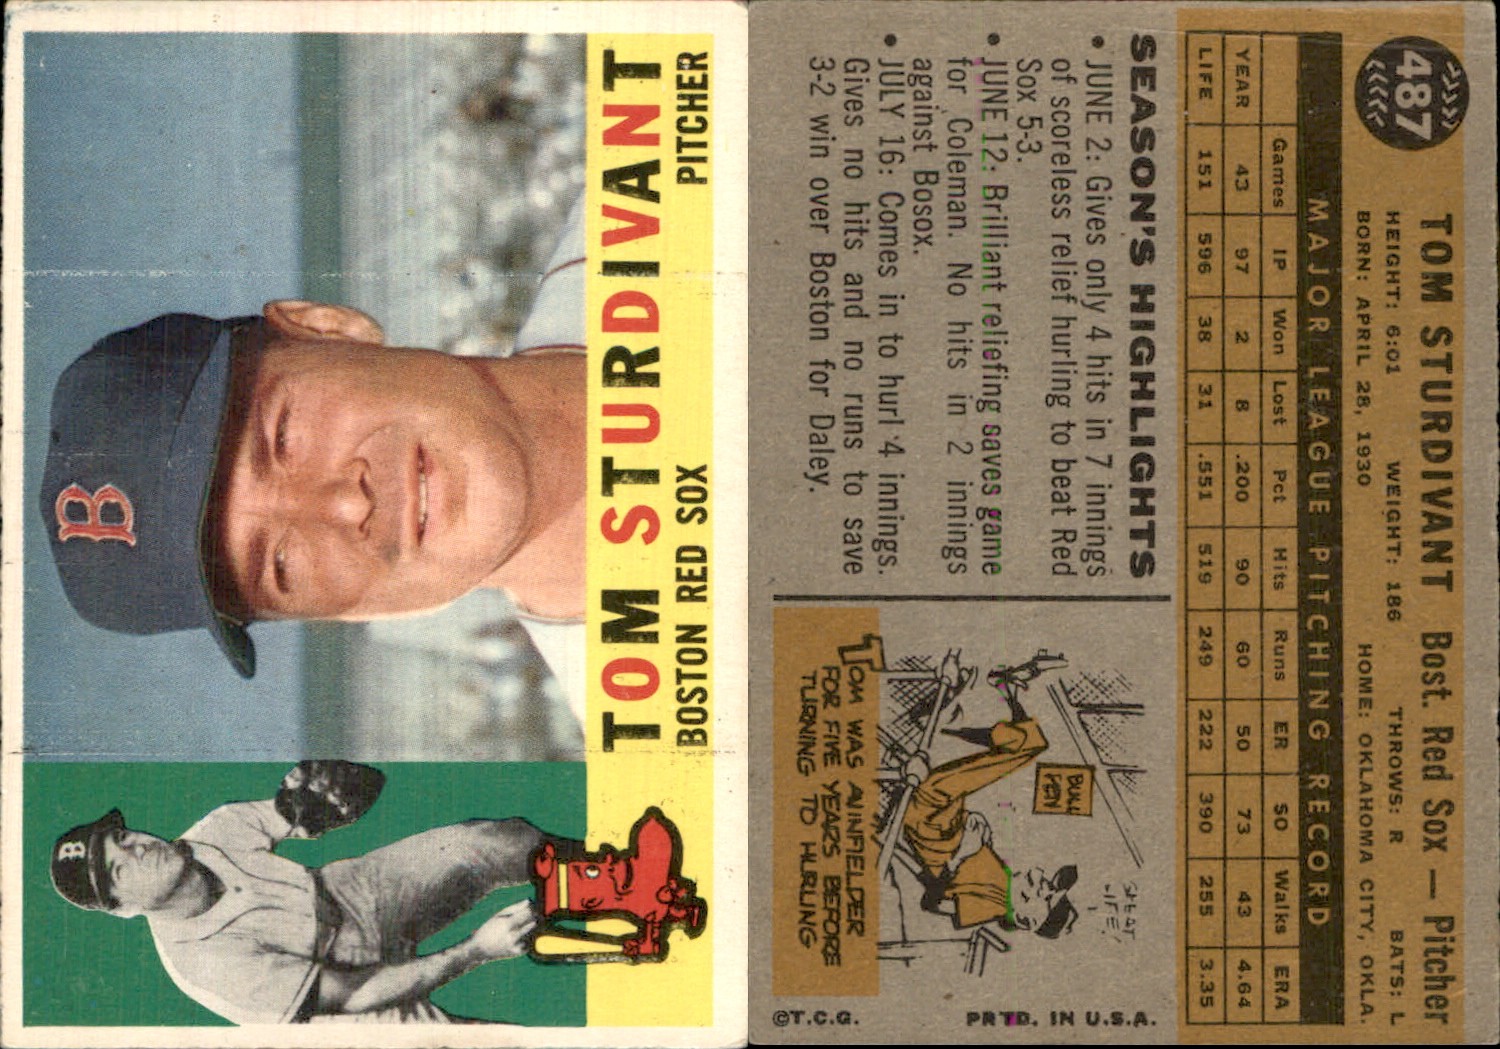 TOM STURDIVANT
BOSTON RED SOX
PITCHER
B
B
487
TOM STURDIVANT Bost. Red Sox — Pitcher
HEIGHT: 6:01 WEIGHT: 186 THROWS: R BATS: L
BORN: APRIL 28, 1930 HOME: OKLAHOMA CITY, OKLA.
MAJOR LEAGUE PITCHING RECORD
Games IP Won Lost Pct Hits Runs ER SO Walks ERA
YEAR 43 97 2 8 .200 90 60 50 73 43 4.64
LIFE 151 596 38 31 .551 519 249 222 390 255 3.35
SEASON'S HIGHLIGHTS
• JUNE 2: Gives only 4 hits in 7 innings
of scoreless relief hurling to beat Red
Sox 5-3.
• JUNE 12: Brilliant reliefing saves game
for Coleman. No hits in 2 innings
against Bosox.
• JULY 16: Comes in to hurl 4 innings.
Gives no hits and no runs to save
3-2 win over Boston for Daley.
BULL
PEN
TOM WAS AN INFIELDER
FOR FIVE YEARS BEFORE
TURNING TO HURLING
©T.C.G. PRTD. IN U.S.A.